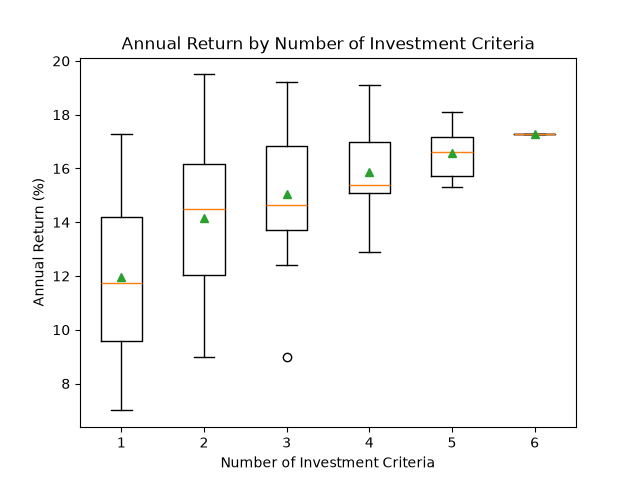 Annual Return by Number of Investment Criteria
20
18
16
14
12
10
8
Annual Return (%)
1 2 3 4 5 6
Number of Investment Criteria